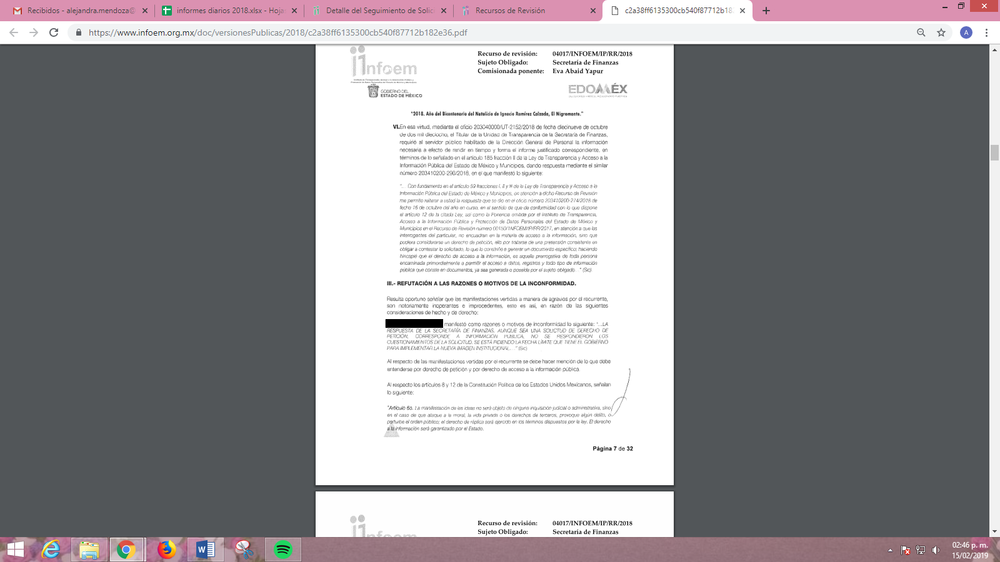 Recibidos - alejandra.mendoza@
informes diarios 2018.xlsx - Hoja
Detalle del Seguimiento de Solic
Recursos de Revisión
c2a38ff6135300cb540f87712b18
https://www.infoem.org.mx/doc/versionesPublicas/2018/c2a38ff6135300cb540f87712b182e36.pdf
A
infoem
Instituto de Transparencia, Acceso a la Información Pública y
Protección de Datos Personales del Estado de México y Municipios
Recurso de revisión: 04017/INFOEM/IP/RR/2018
Sujeto Obligado: Secretaría de Finanzas
Comisionada ponente: Eva Abaid Yapur
GOBIERNO DEL
ESTADO DE MÉXICO
EDOMÉX
"2018. Año del Bicentenario del Natalicio de Ignacio Ramírez Calzada, El Nigromante."
VI.En esa virtud, mediante el oficio 203040000/UT-2152/2018 de fecha diecinueve de octubre
de dos mil dieciocho, el Titular de la Unidad de Transparencia de la Secretaría de Finanzas,
requirió al servidor público habilitado de la Dirección General de Personal la información
necesaria a efecto de rendir en tiempo y forma el informe justificado correspondiente, en
términos de lo señalado en el artículo 185 fracción II de la Ley de Transparencia y Acceso a la
Información Pública del Estado de México y Municipios, dando respuesta mediante el similar
número 203410200-290/2018, en el que manifestó lo siguiente:
"... Con fundamento en el artículo 59 fracciones I, II y III de la Ley de Transparencia y Acceso a la
Información Pública del Estado de México y Municipios, en atención a dicho Recurso de Revisión
me permito reiterar a usted la respuesta que se dio en el oficio número 203410200-274/2018 de
fecha 16 de octubre del año en curso, en el sentido de que de conformidad con lo que dispone
el artículo 12 de la citada Ley, así como la Ponencia emitida por el Instituto de Transparencia,
Acceso a la Información Pública y Protección de Datos Personales del Estado de México y
Municipios en el Recurso de Revisión número 00150/1NFOEM/IP/RR/2017, en atención a que las
interrogantes del particular, no encuadran en la materia de acceso a la información, sino que
pudiera considerarse un derecho de petición, ello por tratarse de una pretensión consistente en
obligar a contestar lo solicitado, lo que lo constriñe a generar un documento específico; haciendo
hincapié que el derecho de acceso a la información, es aquella prerrogativa de toda persona
encaminada primordialmente a permitir el acceso a datos, registros y todo tipo de información
pública que conste en documentos, ya sea generada o poseída por el sujeto obligado..." (Sic).
III.- REFUTACIÓN A LAS RAZONES O MOTIVOS DE LA INCONFORMIDAD.
Resulta oportuno señalar que las manifestaciones vertidas a manera de agravios por el recurrente,
son notoriamente inoperantes e improcedentes, esto es así, en razón de las siguientes
consideraciones de hecho y de derecho:
manifestó como razones o motivos de inconformidad lo siguiente: "...LA
RESPUESTA DE LA SECRETARÍA DE FINANZAS, AUNQUE SEA UNA SOLICTUD DE DERECHO DE
PETICIÓN, CORRESPONDE A INFORMACIÓN PUBLICA, NO SE RESPONDIERON LOS
CUESTIONAMIENTOS DE LA SOLICITUD. SE ESTÁ PIDIENDO LA FECHA LÍMITE QUE TIENE EL GOBIERNO
PARA IMPLEMENTAR LA NUEVA IMAGEN INSTITUCIONAL...." (Sic)
Al respecto de las manifestaciones vertidas por el recurrente se debe hacer mención de lo que debe
entenderse por derecho de petición y por derecho de acceso a la información pública.
Al respecto los artículos 8 y 12 de la Constitución Política de los Estados Unidos Mexicanos, señalan
lo siguiente:
"Artículo 6o. La manifestación de las ideas no será objeto de ninguna inquisición judicial o administrativa, sino
en el caso de que ataque a la moral, la vida privada o los derechos de terceros, provoque algún delito, o
perturbe el orden público; el derecho de réplica será ejercido en los términos dispuestos por la ley. El derecho
a la información será garantizado por el Estado.
Página 7 de 32
infoem
Recurso de revisión: 04017/INFOEM/IP/RR/2018
Sujeto Obligado: Secretaría de Finanzas
02:46 p. m.
15/02/2019